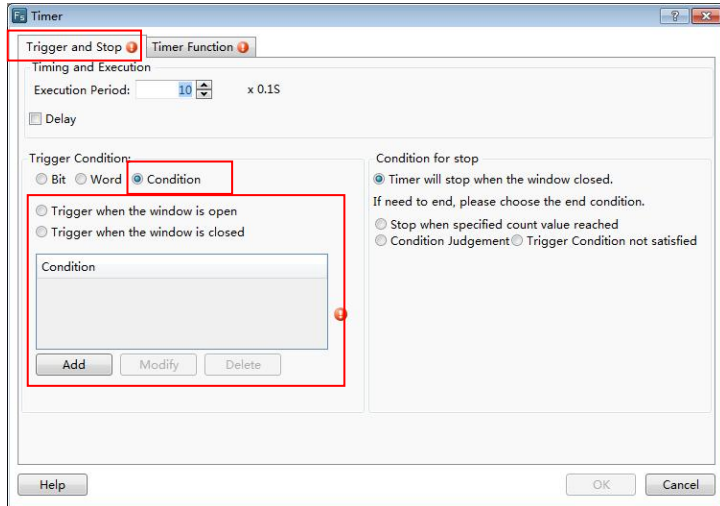 Fs Timer
Trigger and Stop Timer Function
Timing and Execution
Execution Period: 10 x 0.1S
Delay
Trigger Condition:
Bit Word Condition
Trigger when the window is open
Trigger when the window is closed
Condition
Add Modify Delete
Condition for stop
Timer will stop when the window closed.
If need to end, please choose the end condition.
Stop when specified count value reached
Condition Judgement Trigger Condition not satisfied
Help OK Cancel